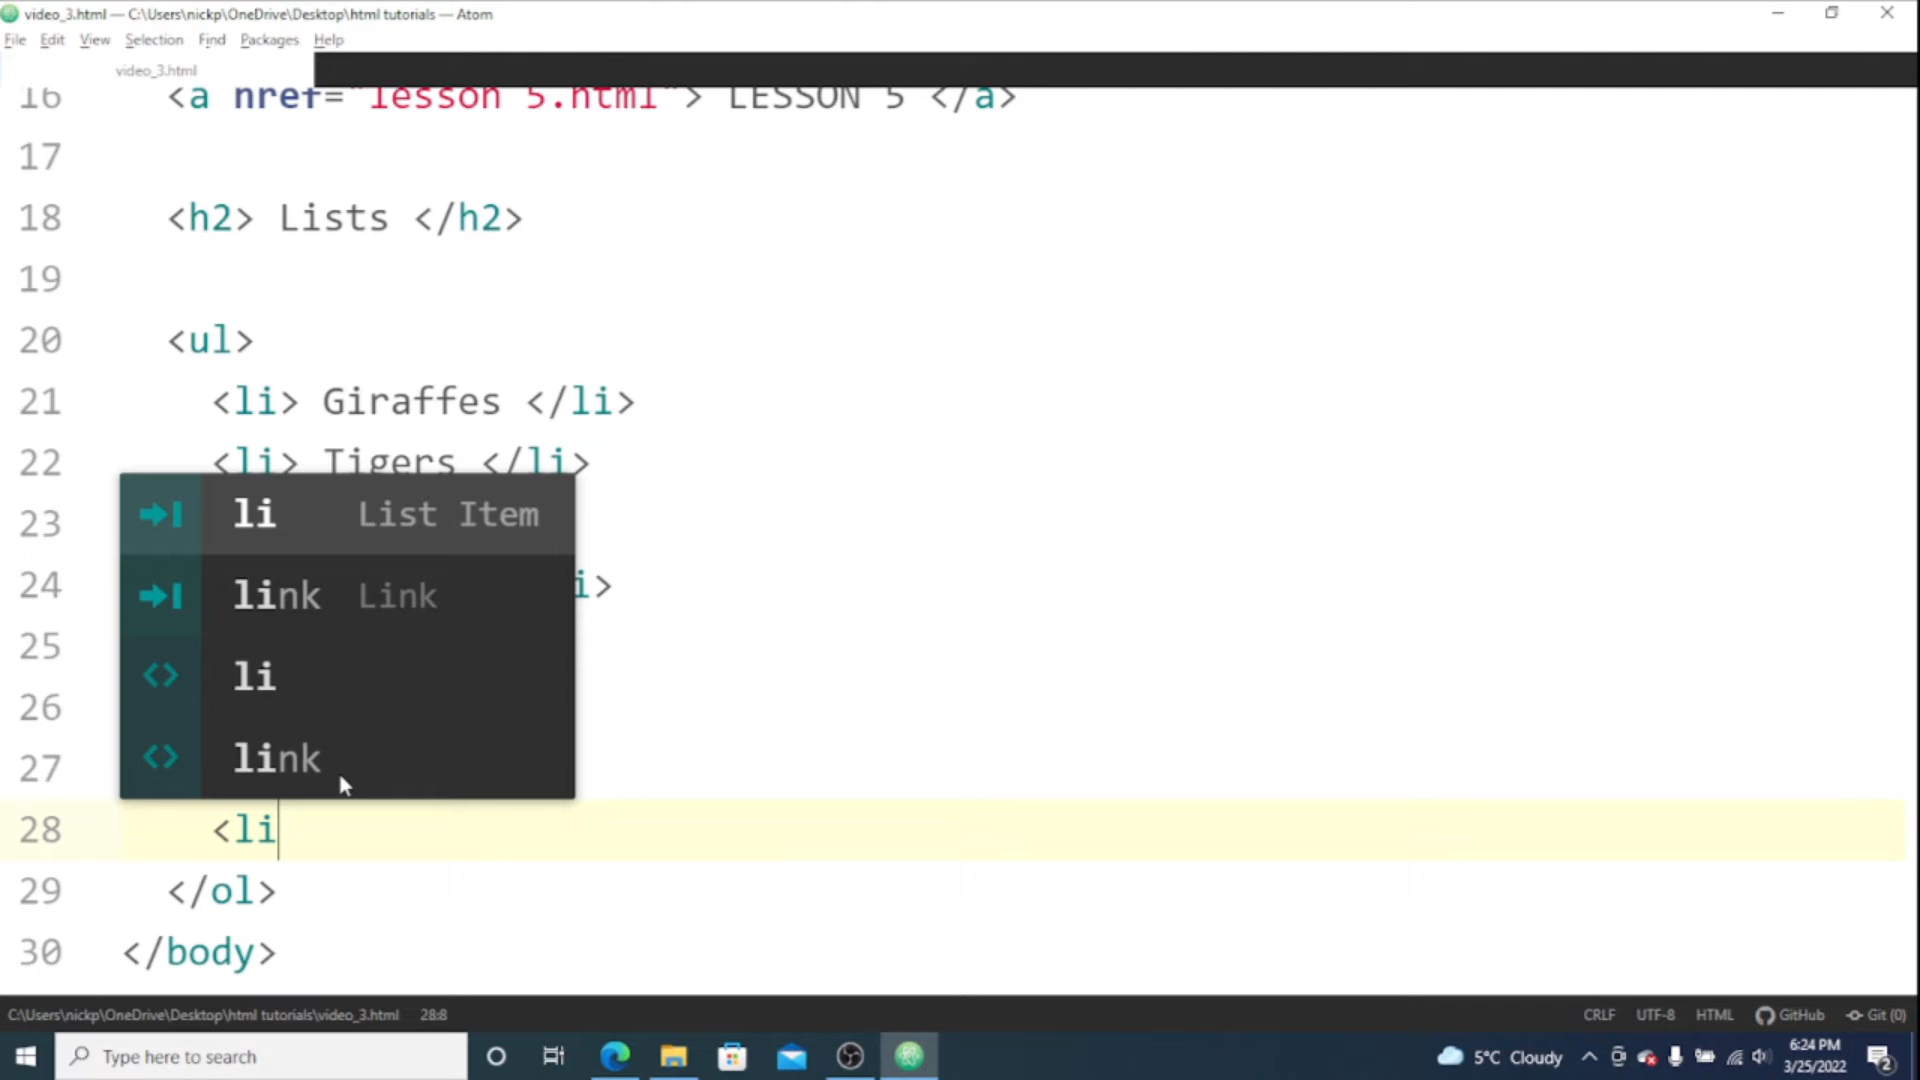 video_3.html — C:\Users\nickp\OneDrive\Desktop\html tutorials — Atom
File Edit View Selection Find Packages Help
video_3.html
16 <a href="lesson 5.html"> LESSON 5 </a>
17
18 <h2> Lists </h2>
19
20 <ul>
21 <li> Giraffes </li>
22 <li> Tigers </li>
23
24 i>
25
26
27
li List Item
link Link
<> li
<> link
28 <li
29 </ol>
30 </body>
C:\Users\nickp\OneDrive\Desktop\html tutorials\video_3.html 28:8 CRLF UTF-8 HTML GitHub Git (0)
Type here to search 5°C Cloudy 6:24 PM
3/25/2022 2